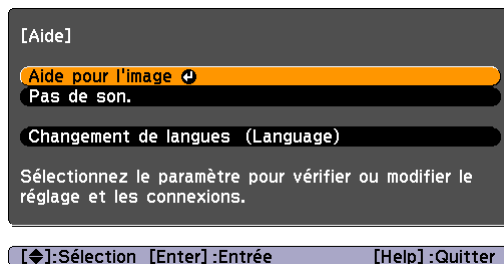 [Aide]
Aide pour l'image
Pas de son.
Changement de langues (Language)
Sélectionnez le paramètre pour vérifier ou modifier le
réglage et les connexions.
[◆]:Sélection [Enter]:Entrée [Help]:Quitter